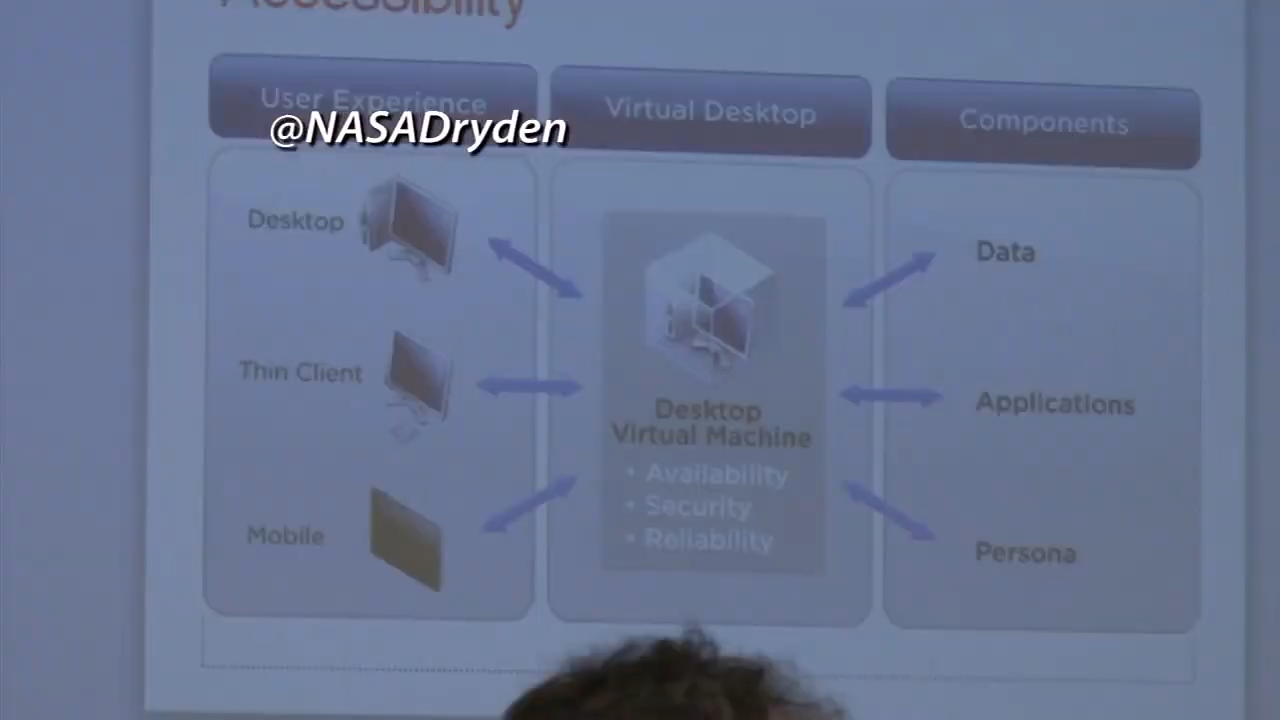 Accessibility
User Experience
Virtual Desktop
Components
@NASADryden
Desktop
Thin Client
Mobile
Desktop
Virtual Machine
• Availability
• Security
• Reliability
Data
Applications
Persona